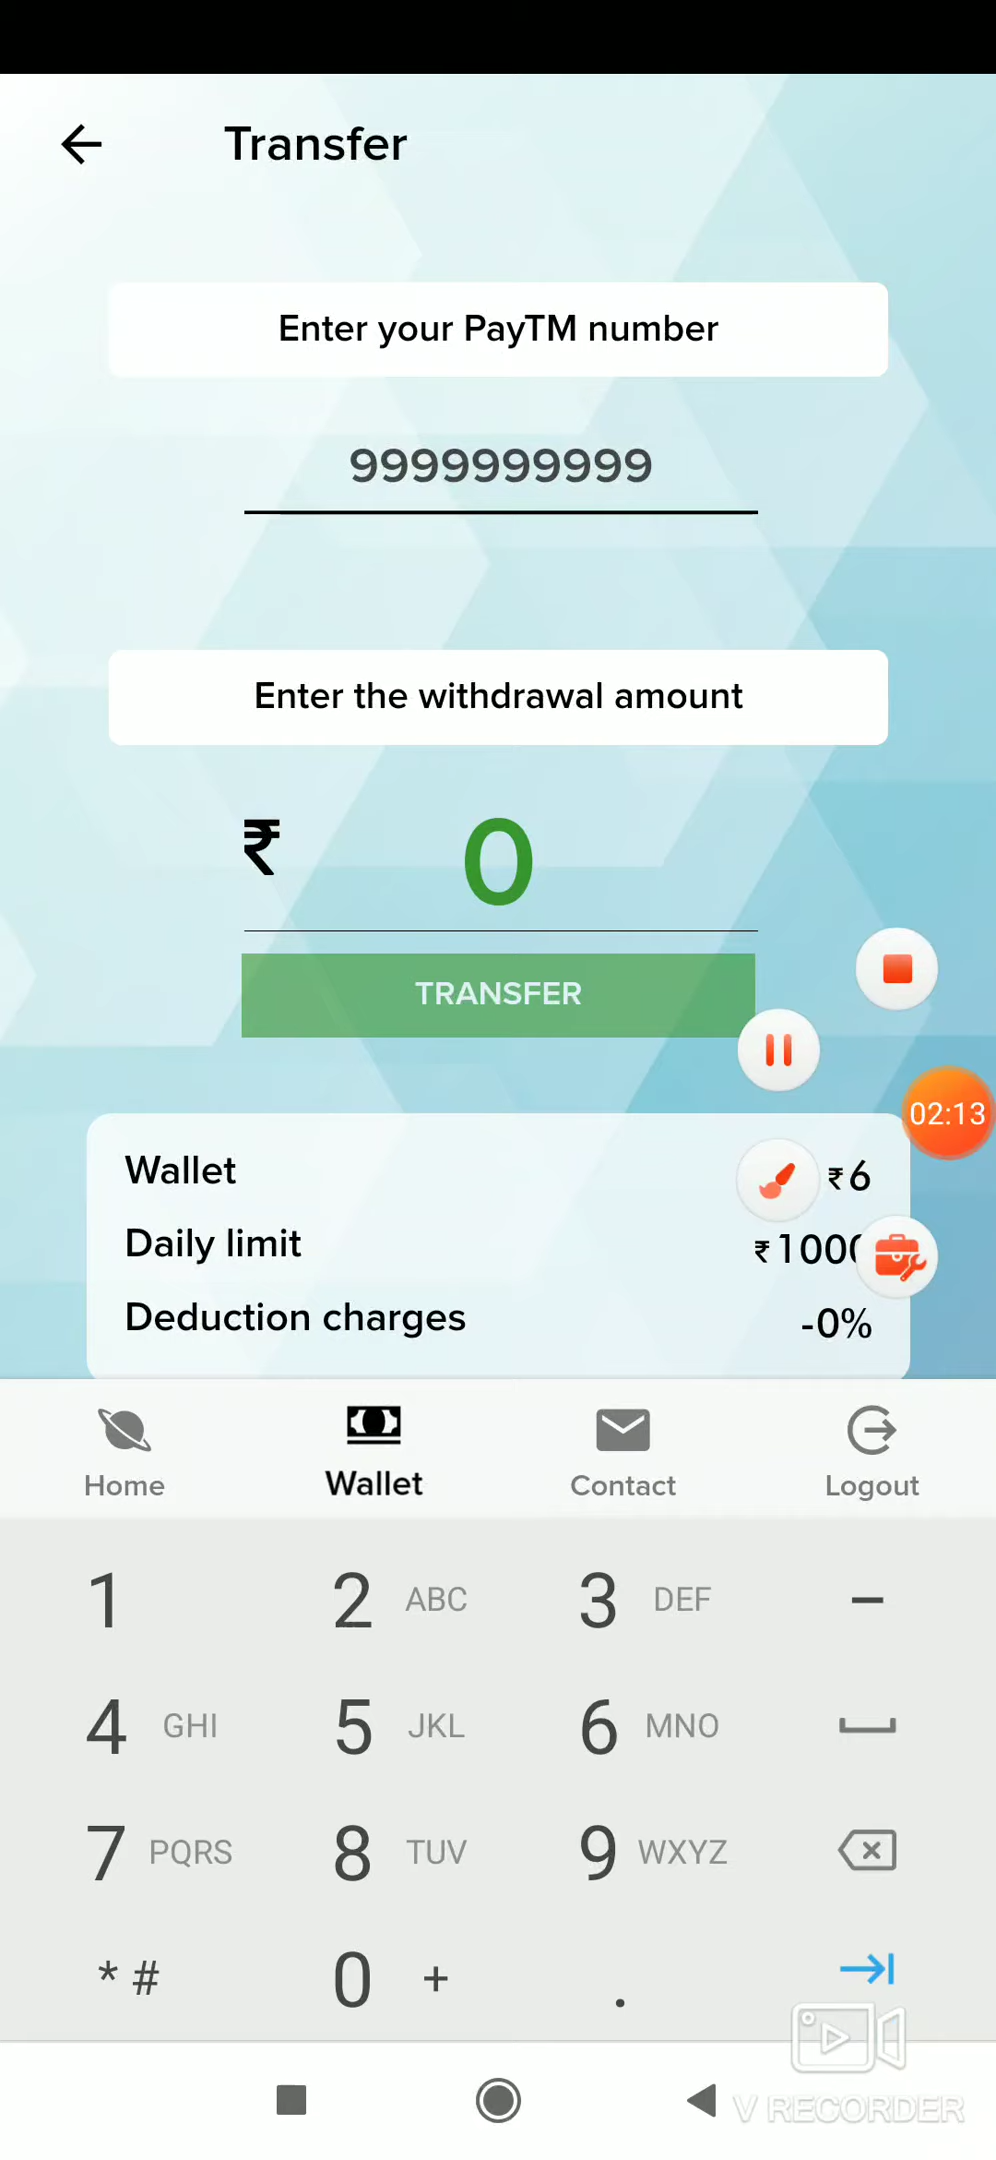 Transfer
Enter your PayTM number
9999999999
Enter the withdrawal amount
₹ 0
TRANSFER
02:13
Wallet ₹6
Daily limit ₹1000
Deduction charges -0%
Home Wallet Contact Logout
1 2 ABC 3 DEF –
4 GHI 5 JKL 6 MNO
7 PQRS 8 TUV 9 WXYZ
* # 0 + .
V RECORDER